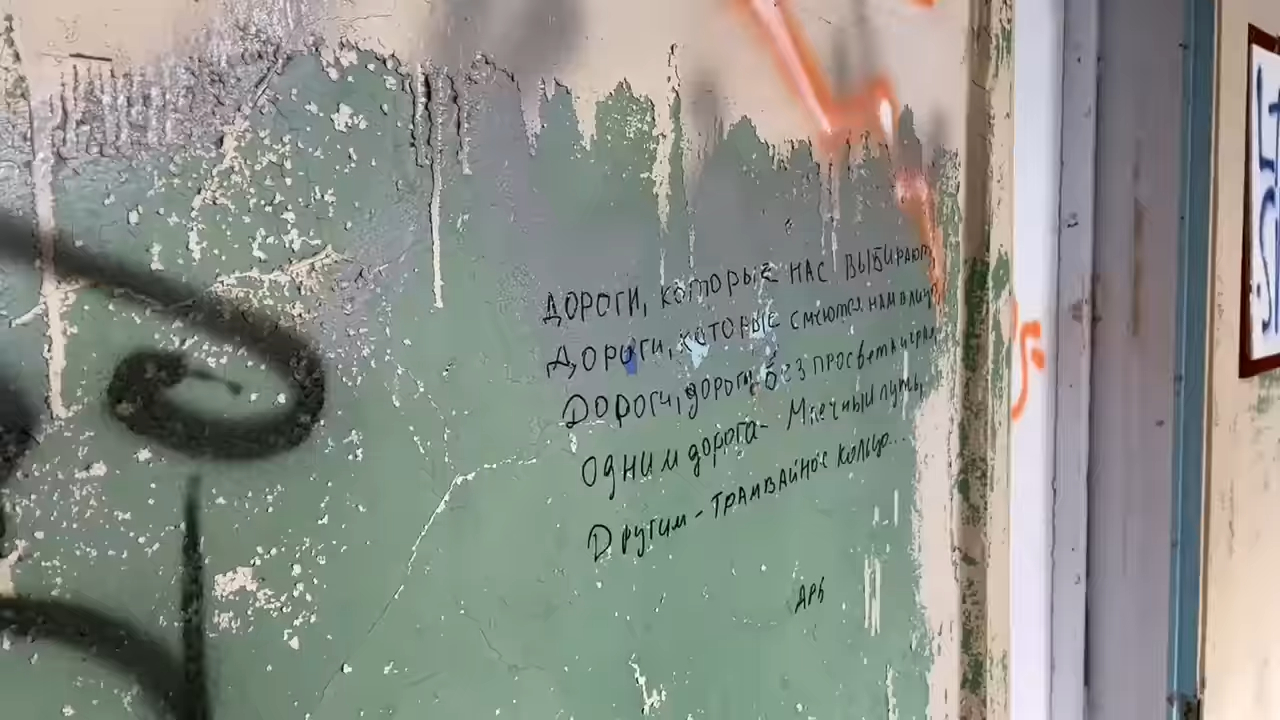 ДОРОГИ, КОТОРЫЕ НАС ВЫБИРАЮТ,
ДОРОГИ, КОТОРЫЕ СМЕЮТСЯ НАМ В ЛИЦО,
ДОРОГИ, ДОРОГИ без ПРОСВЕТА и
Одним дорога - Млечный путь,
Другим - ТРАМВАЙНОЕ КОЛЬЦО...
АРБ